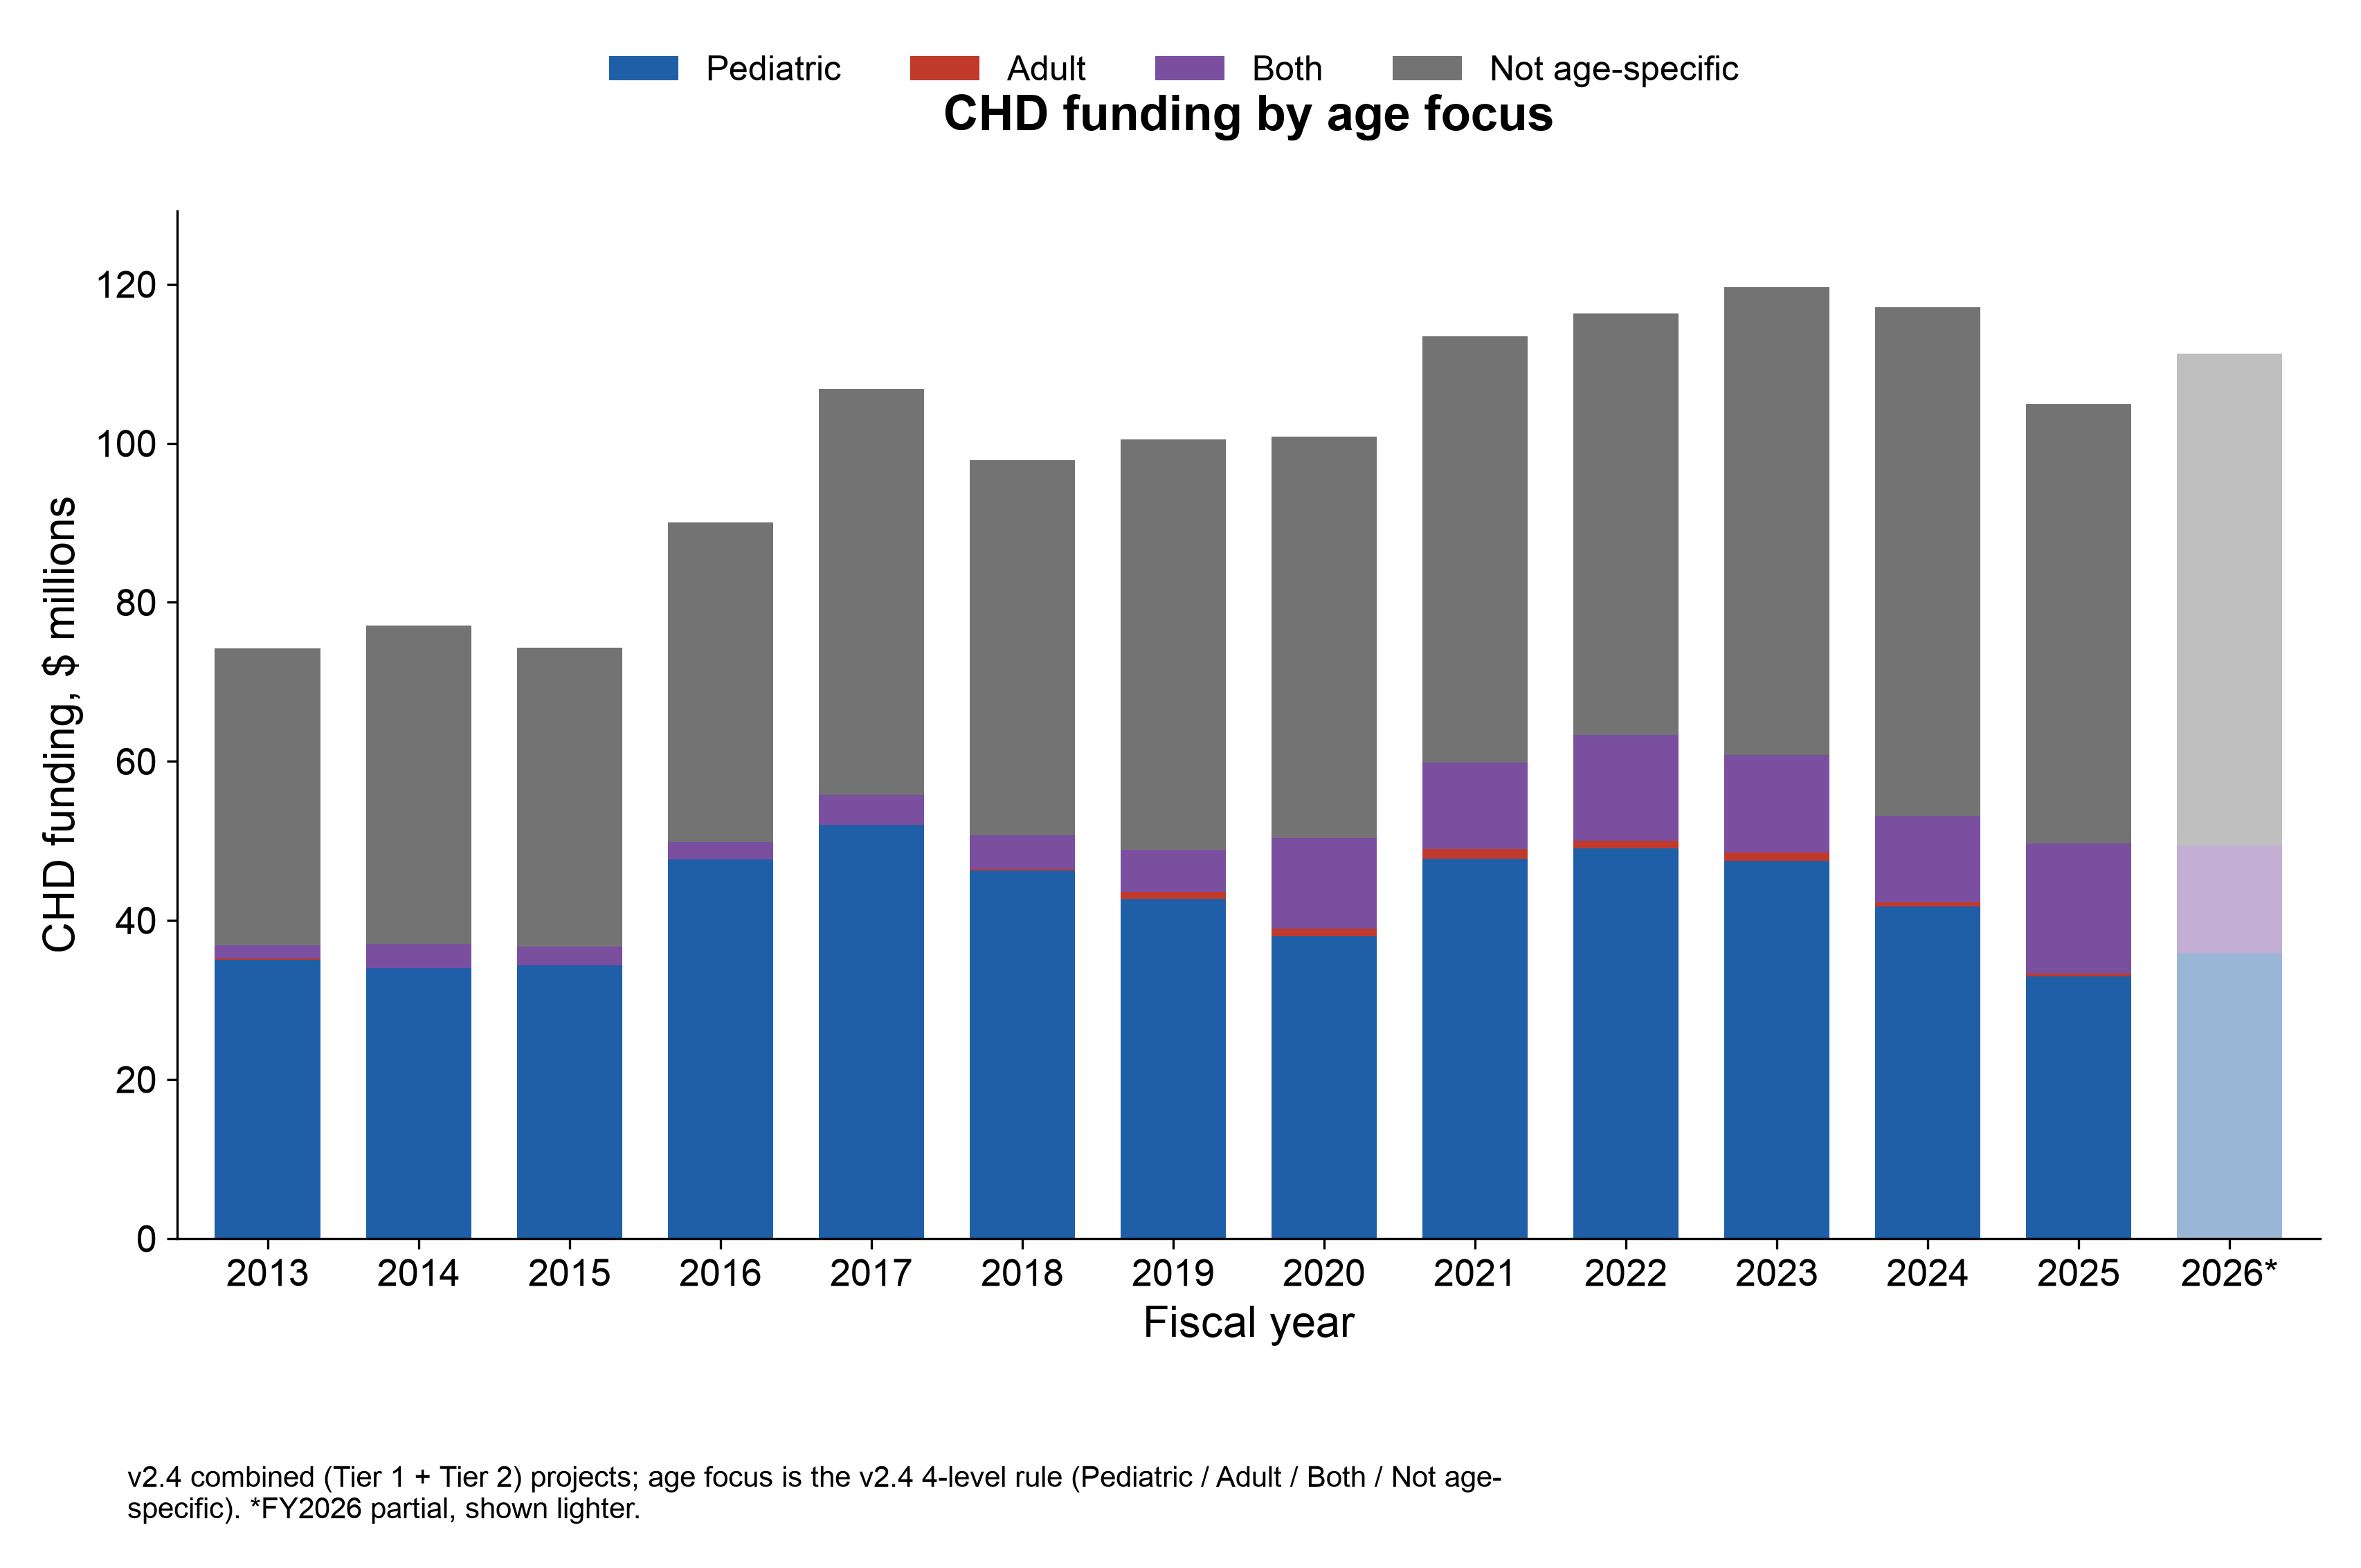 Pediatric Adult Both Not age-specific
CHD funding by age focus
CHD funding, $ millions
120
100
80
60
40
20
0
2013 2014 2015 2016 2017 2018 2019 2020 2021 2022 2023 2024 2025 2026*
Fiscal year
v2.4 combined (Tier 1 + Tier 2) projects; age focus is the v2.4 4-level rule (Pediatric / Adult / Both / Not age-
specific). *FY2026 partial, shown lighter.